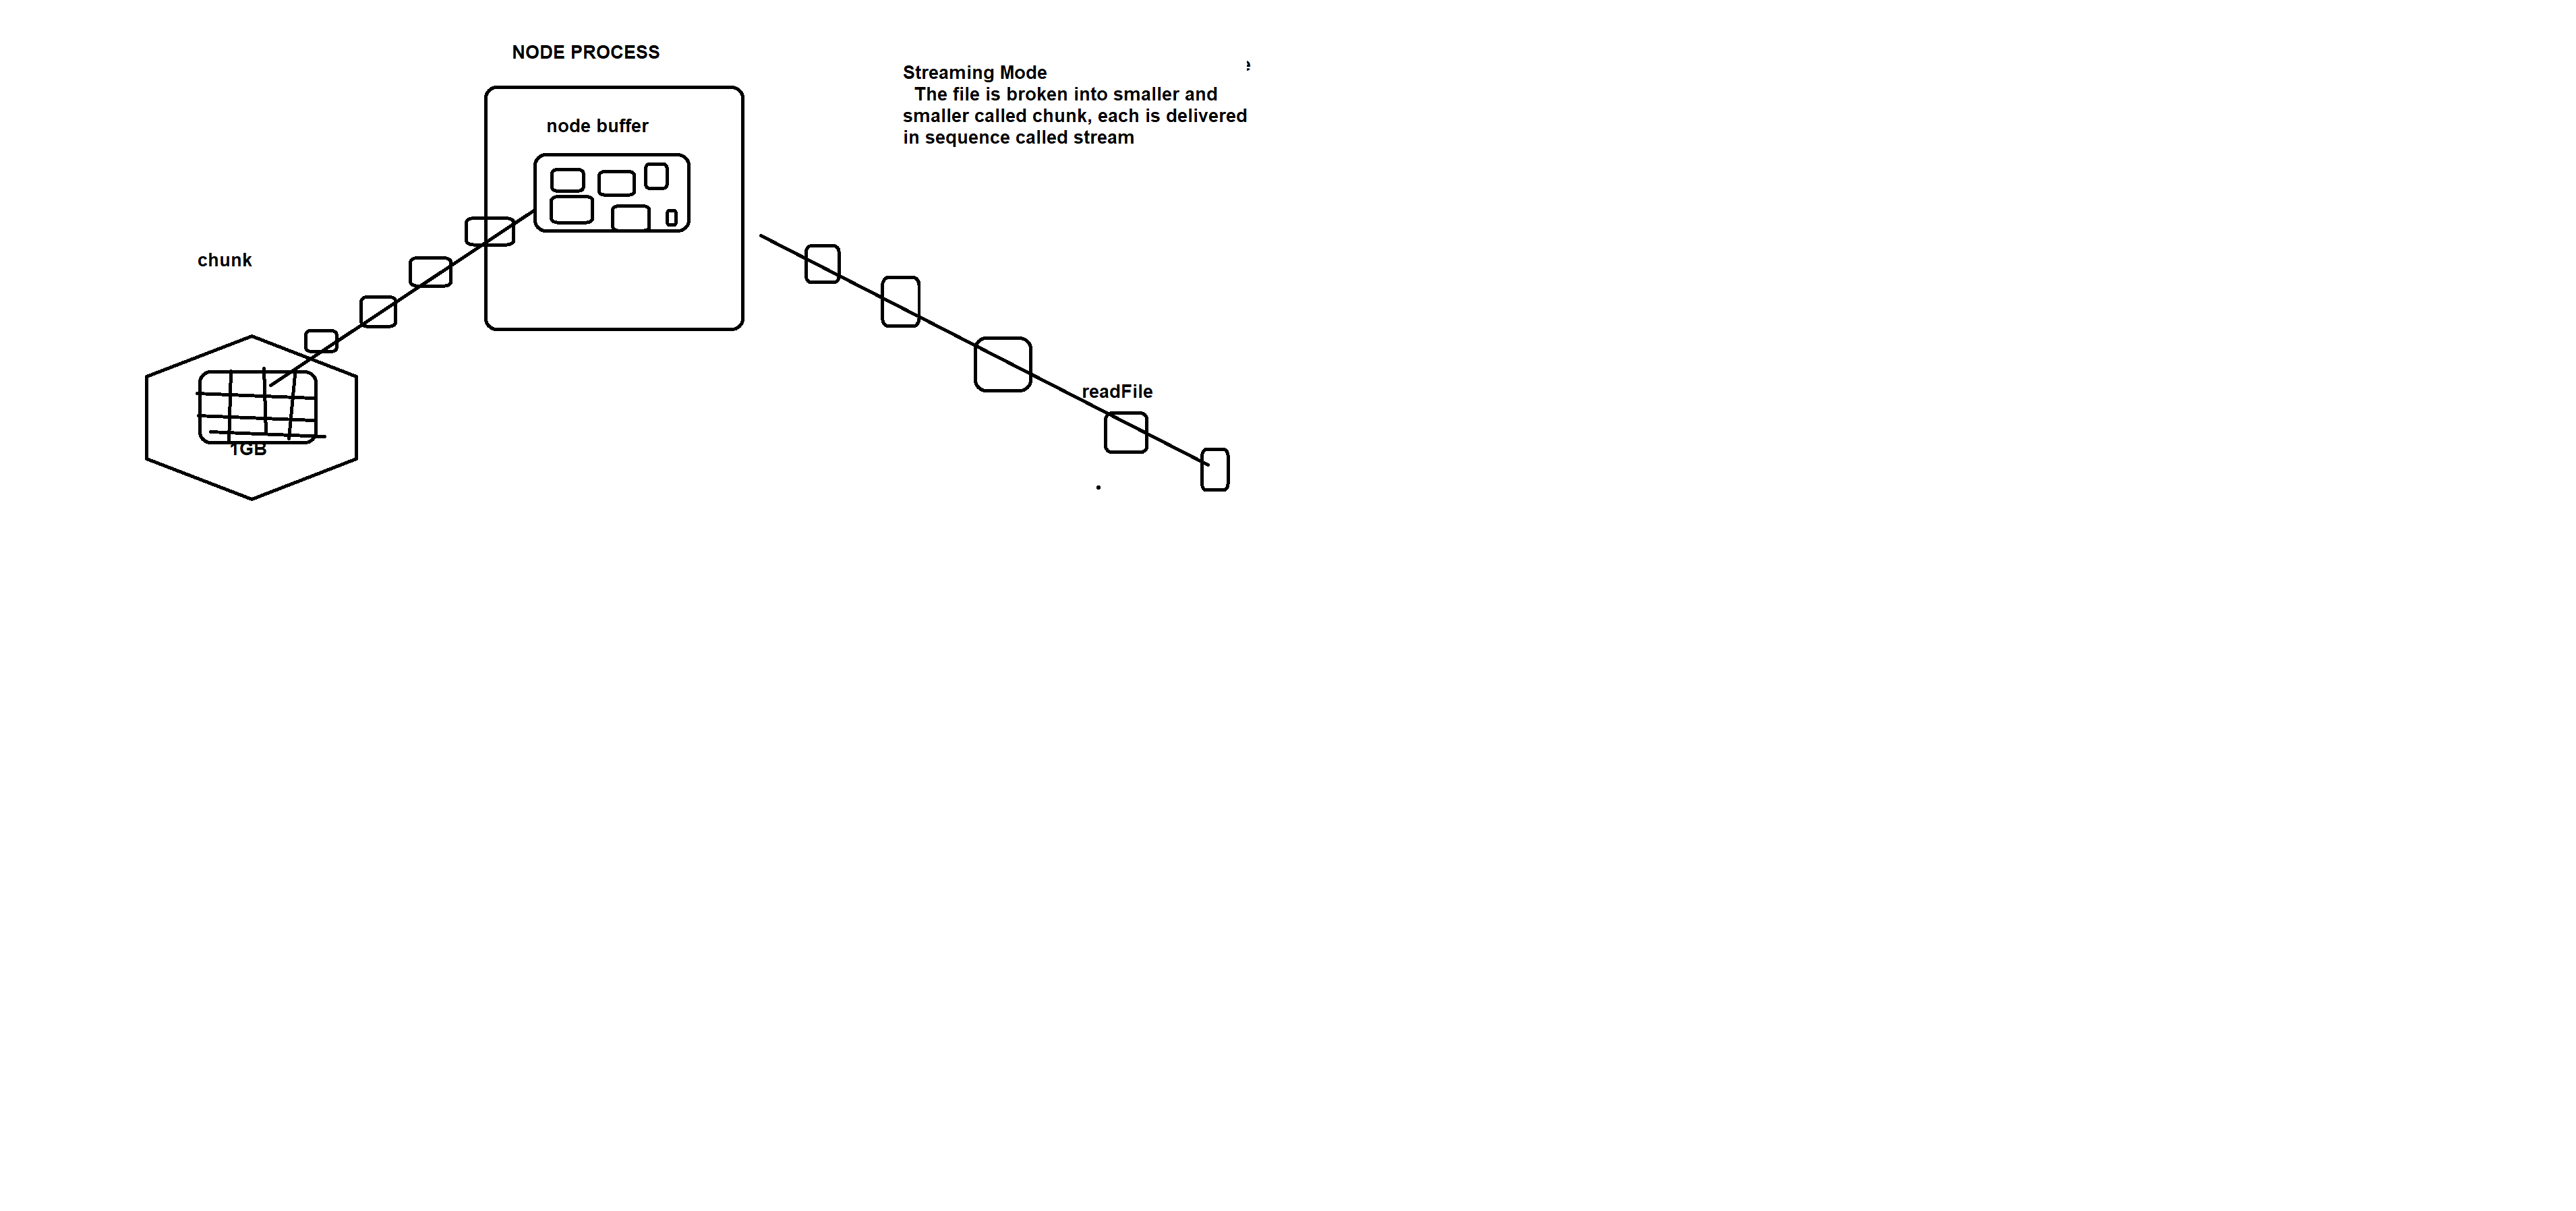 NODE PROCESS
Streaming Mode
The file is broken into smaller and
smaller called chunk, each is delivered
in sequence called stream
node buffer
chunk
readFile
1GB